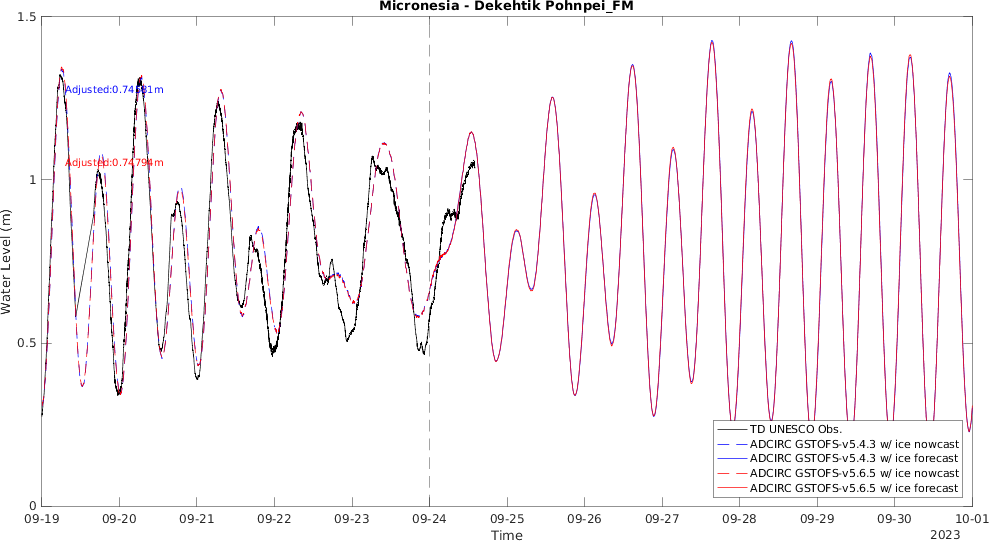 Micronesia - Dekehtik Pohnpei_FM
Water Level (m)
1.5
1
0.5
0
Adjusted:0.74794m
09-19 09-20 09-21 09-22 09-23 09-24 09-25 09-26 09-27 09-28 09-29 09-30 10-01
2023
Time
TD UNESCO Obs.
ADCIRC GSTOFS-v5.4.3 w/ ice nowcast
ADCIRC GSTOFS-v5.4.3 w/ ice forecast
ADCIRC GSTOFS-v5.6.5 w/ ice nowcast
ADCIRC GSTOFS-v5.6.5 w/ ice forecast